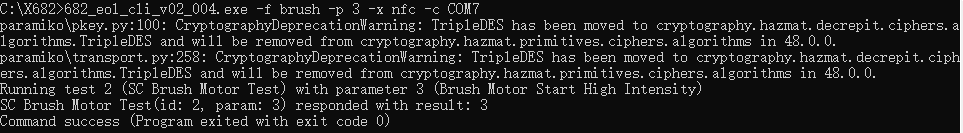 C:\X682>682_eol_cli_v02_004.exe -f brush -p 3 -x nfc -c COM7
paramiko\pkey.py:100: CryptographyDeprecationWarning: TripleDES has been moved to cryptography.hazmat.decrepit.ciphers.a
lgorithms.TripleDES and will be removed from cryptography.hazmat.primitives.ciphers.algorithms in 48.0.0.
paramiko\transport.py:258: CryptographyDeprecationWarning: TripleDES has been moved to cryptography.hazmat.decrepit.ciph
ers.algorithms.TripleDES and will be removed from cryptography.hazmat.primitives.ciphers.algorithms in 48.0.0.
Running test 2 (SC Brush Motor Test) with parameter 3 (Brush Motor Start High Intensity)
SC Brush Motor Test(id: 2, param: 3) responded with result: 3
Command success (Program exited with exit code 0)